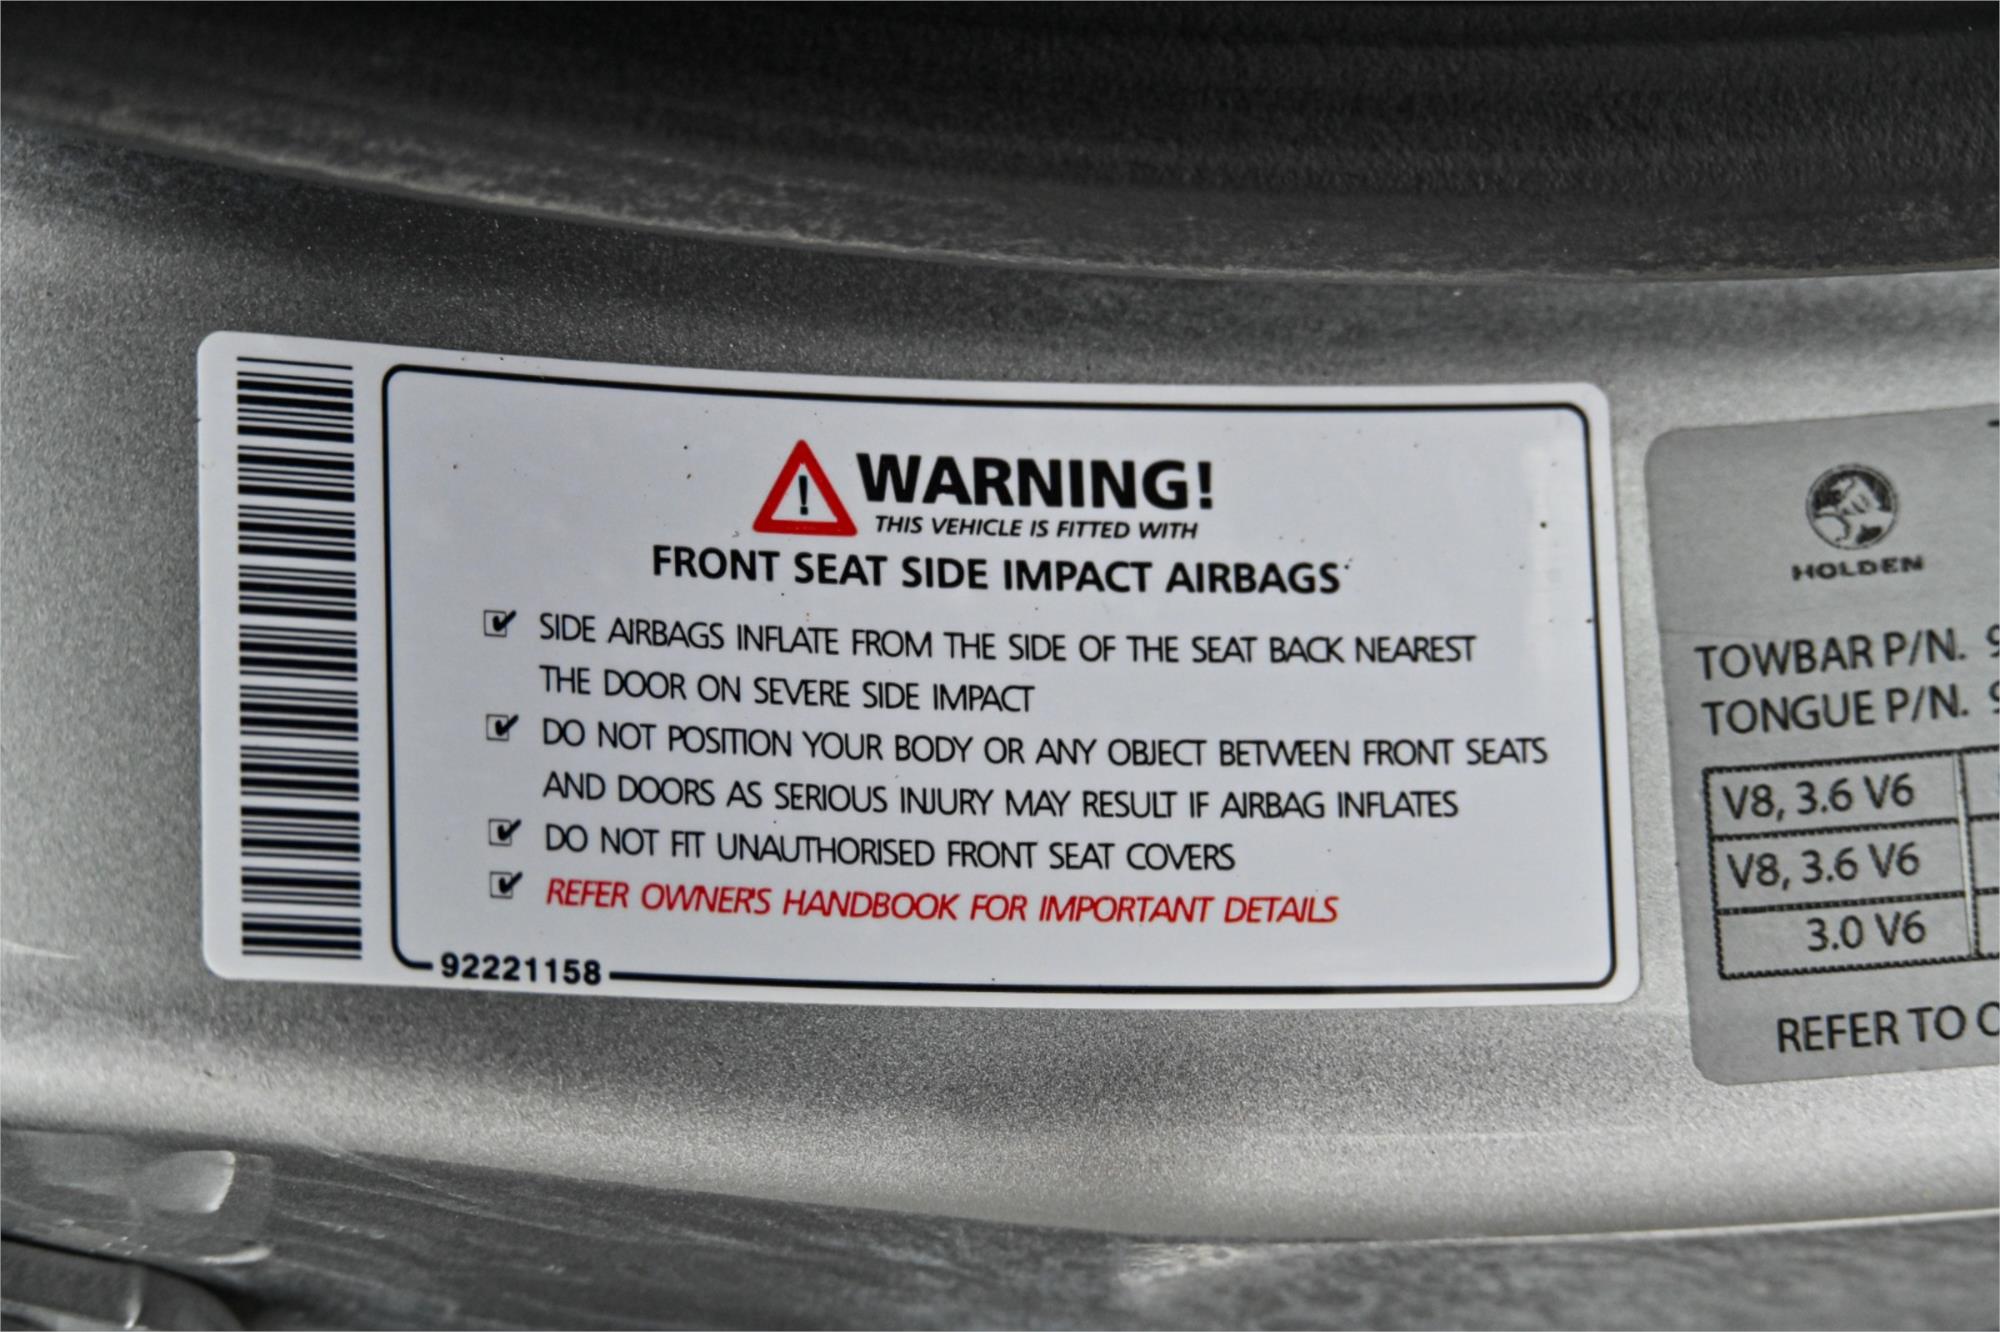 !
WARNING!
THIS VEHICLE IS FITTED WITH
FRONT SEAT SIDE IMPACT AIRBAGS
SIDE AIRBAGS INFLATE FROM THE SIDE OF THE SEAT BACK NEAREST
THE DOOR ON SEVERE SIDE IMPACT
DO NOT POSITION YOUR BODY OR ANY OBJECT BETWEEN FRONT SEATS
AND DOORS AS SERIOUS INJURY MAY RESULT IF AIRBAG INFLATES
DO NOT FIT UNAUTHORISED FRONT SEAT COVERS
REFER OWNER'S HANDBOOK FOR IMPORTANT DETAILS
92221158
HOLDEN
TOWBAR P/N. 9
TONGUE P/N. 9
V8, 3.6 V6
V8, 3.6 V6
3.0 V6
REFER TO